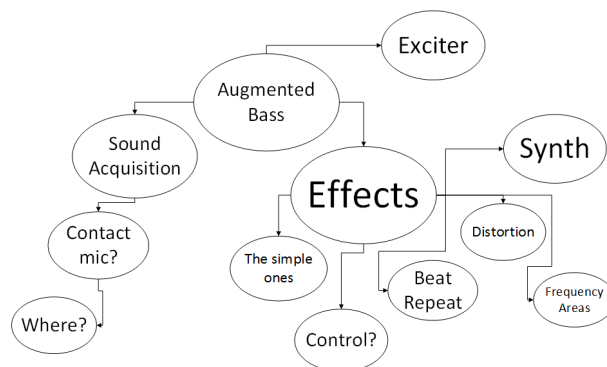 Exciter
Augmented
Bass
Sound
Acquisition
Synth
Effects
Contact
mic?
Distortion
The simple
ones
Beat
Repeat
Frequency
Areas
Where?
Control?